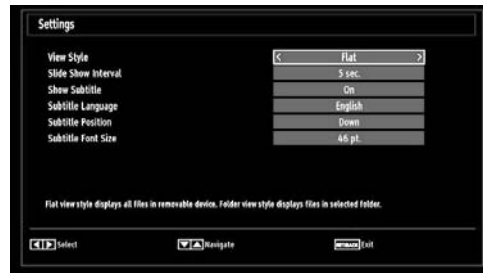 Settings
View Style < Flat >
Slide Show Interval 5 sec.
Show Subtitle On
Subtitle Language English
Subtitle Position Down
Subtitle Font Size 46 pt.
Flat view style displays all files in removable device. Folder view style displays files in selected folder.
Select Navigate RET/BACK Exit